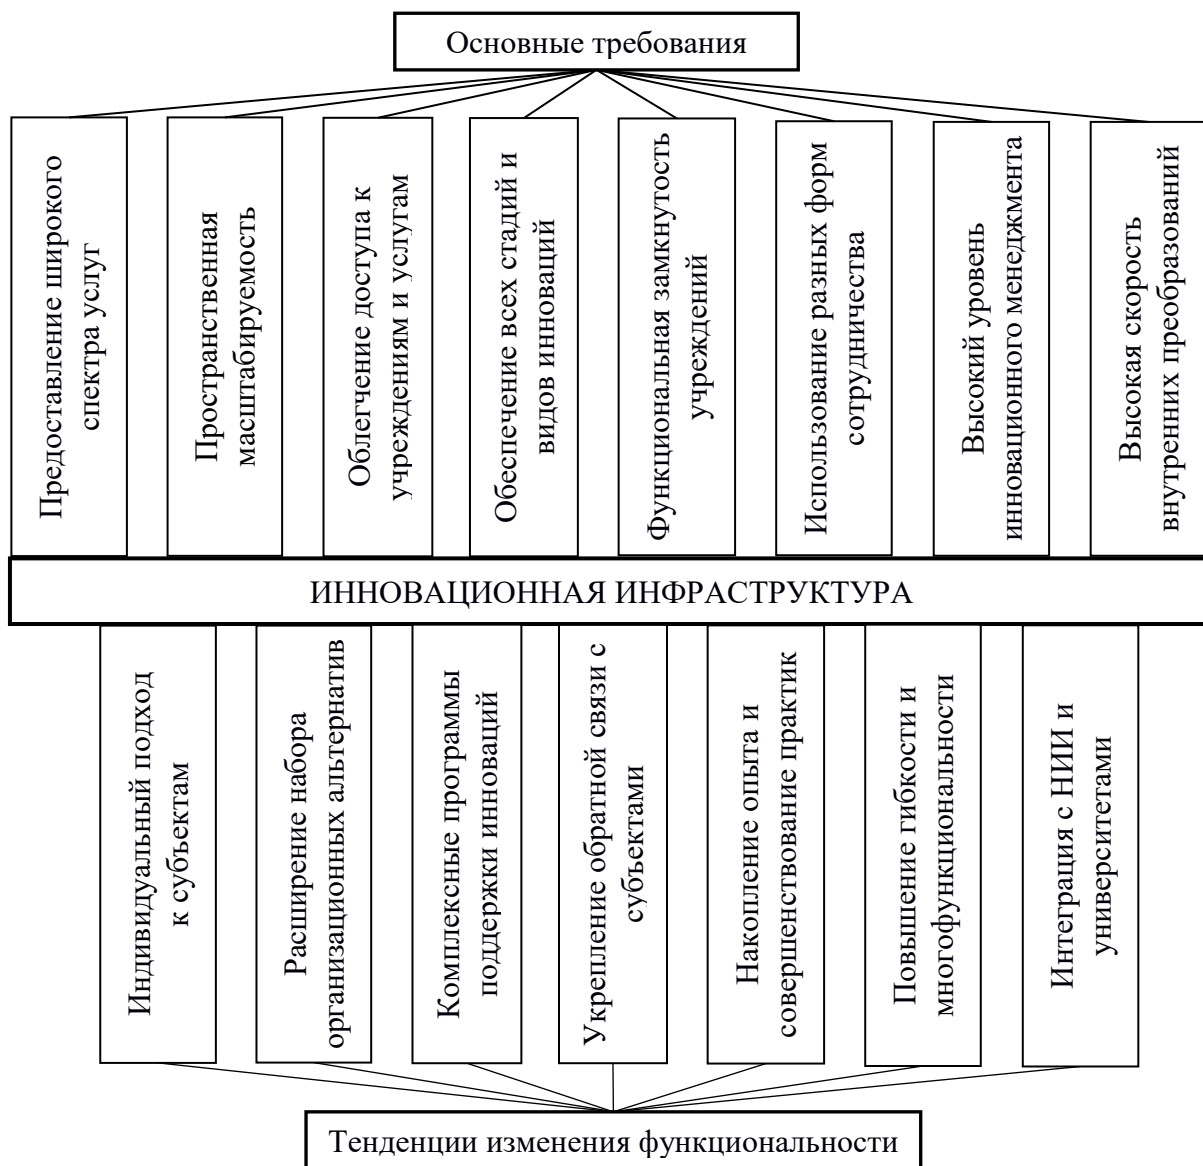 Основные требования
Предоставление широкого
спектра услуг
Пространственная
масштабируемость
Облегчение доступа к
учреждениям и услугам
Обеспечение всех стадий и
видов инноваций
Функциональная замкнутость
учреждений
Использование разных форм
сотрудничества
Высокий уровень
инновационного менеджмента
Высокая скорость
внутренних преобразований
ИННОВАЦИОННАЯ ИНФРАСТРУКТУРА
Индивидуальный подход
к субъектам
Расширение набора
организационных альтернатив
Комплексные программы
поддержки инноваций
Укрепление обратной связи с
субъектами
Накопление опыта и
совершенствование практик
Повышение гибкости и
многофункциональности
Интеграция с НИИ и
университетами
Тенденции изменения функциональности